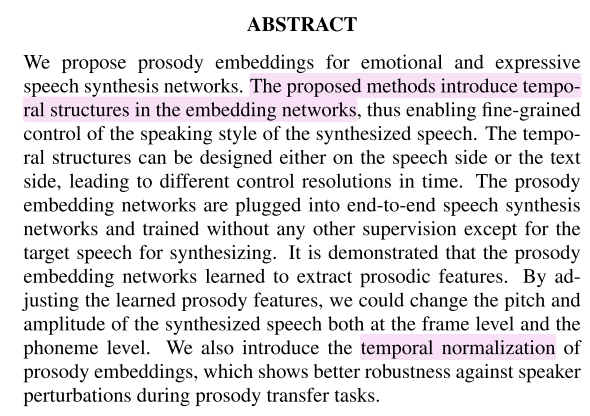 ABSTRACT
We propose prosody embeddings for emotional and expressive
speech synthesis networks. The proposed methods introduce tempo-
ral structures in the embedding networks, thus enabling fine-grained
control of the speaking style of the synthesized speech. The tempo-
ral structures can be designed either on the speech side or the text
side, leading to different control resolutions in time. The prosody
embedding networks are plugged into end-to-end speech synthesis
networks and trained without any other supervision except for the
target speech for synthesizing. It is demonstrated that the prosody
embedding networks learned to extract prosodic features. By ad-
justing the learned prosody features, we could change the pitch and
amplitude of the synthesized speech both at the frame level and the
phoneme level. We also introduce the temporal normalization of
prosody embeddings, which shows better robustness against speaker
perturbations during prosody transfer tasks.